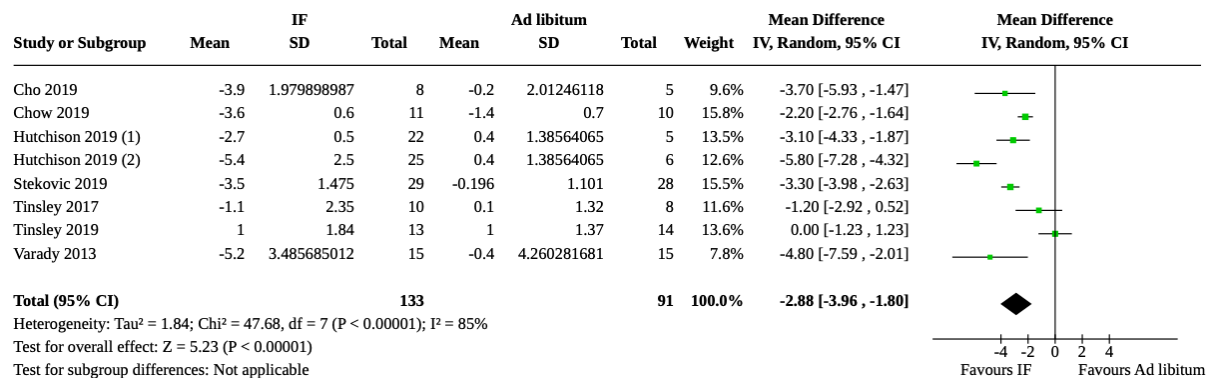 IF Ad libitum Mean Difference Mean Difference
Study or Subgroup Mean SD Total Mean SD Total Weight IV, Random, 95% CI IV, Random, 95% CI
Cho 2019 -3.9 1.979898987 8 -0.2 2.01246118 5 9.6% -3.70 [-5.93 , -1.47]
Chow 2019 -3.6 0.6 11 -1.4 0.7 10 15.8% -2.20 [-2.76 , -1.64]
Hutchison 2019 (1) -2.7 0.5 22 0.4 1.38564065 5 13.5% -3.10 [-4.33 , -1.87]
Hutchison 2019 (2) -5.4 2.5 25 0.4 1.38564065 6 12.6% -5.80 [-7.28 , -4.32]
Stekovic 2019 -3.5 1.475 29 -0.196 1.101 28 15.5% -3.30 [-3.98 , -2.63]
Tinsley 2017 -1.1 2.35 10 0.1 1.32 8 11.6% -1.20 [-2.92 , 0.52]
Tinsley 2019 1 1.84 13 1 1.37 14 13.6% 0.00 [-1.23 , 1.23]
Varady 2013 -5.2 3.485685012 15 -0.4 4.260281681 15 7.8% -4.80 [-7.59 , -2.01]
Total (95% CI) 133 91 100.0% -2.88 [-3.96 , -1.80]
Heterogeneity: Tau² = 1.84; Chi² = 47.68, df = 7 (P < 0.00001); I² = 85%
Test for overall effect: Z = 5.23 (P < 0.00001)
-4 -2 0 2 4
Test for subgroup differences: Not applicable
Favours IF Favours Ad libitum